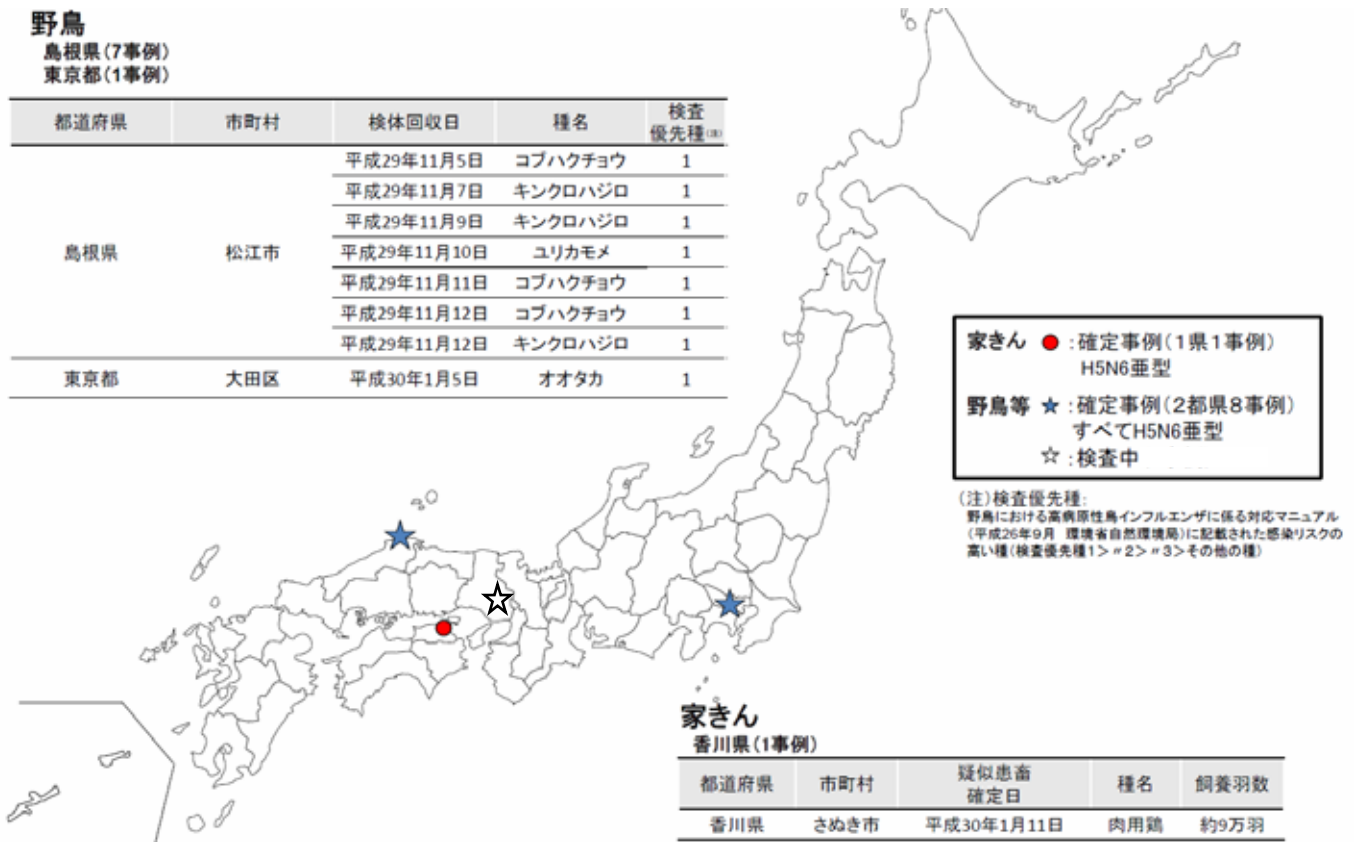 野鳥
島根県(7事例)
東京都(1事例)
都道府県 市町村 検体回収日 種名 検査優先種(注)
平成29年11月5日 コブハクチョウ 1
平成29年11月7日 キンクロハジロ 1
平成29年11月9日 キンクロハジロ 1
島根県 松江市 平成29年11月10日 ユリカモメ 1
平成29年11月11日 コブハクチョウ 1
平成29年11月12日 コブハクチョウ 1
平成29年11月12日 キンクロハジロ 1
東京都 大田区 平成30年1月5日 オオタカ 1
家きん ●:確定事例(1県1事例)
H5N6亜型
野鳥等 ★:確定事例(2都県8事例)
すべてH5N6亜型
☆:検査中
(注)検査優先種:
野鳥における高病原性鳥インフルエンザに係る対応マニュアル
(平成26年9月 環境省自然環境局)に記載された感染リスクの
高い種(検査優先種1>〃2>〃3>その他の種)
家きん
香川県(1事例)
都道府県 市町村 疑似患畜確定日 種名 飼養羽数
香川県 さぬき市 平成30年1月11日 肉用鶏 約9万羽